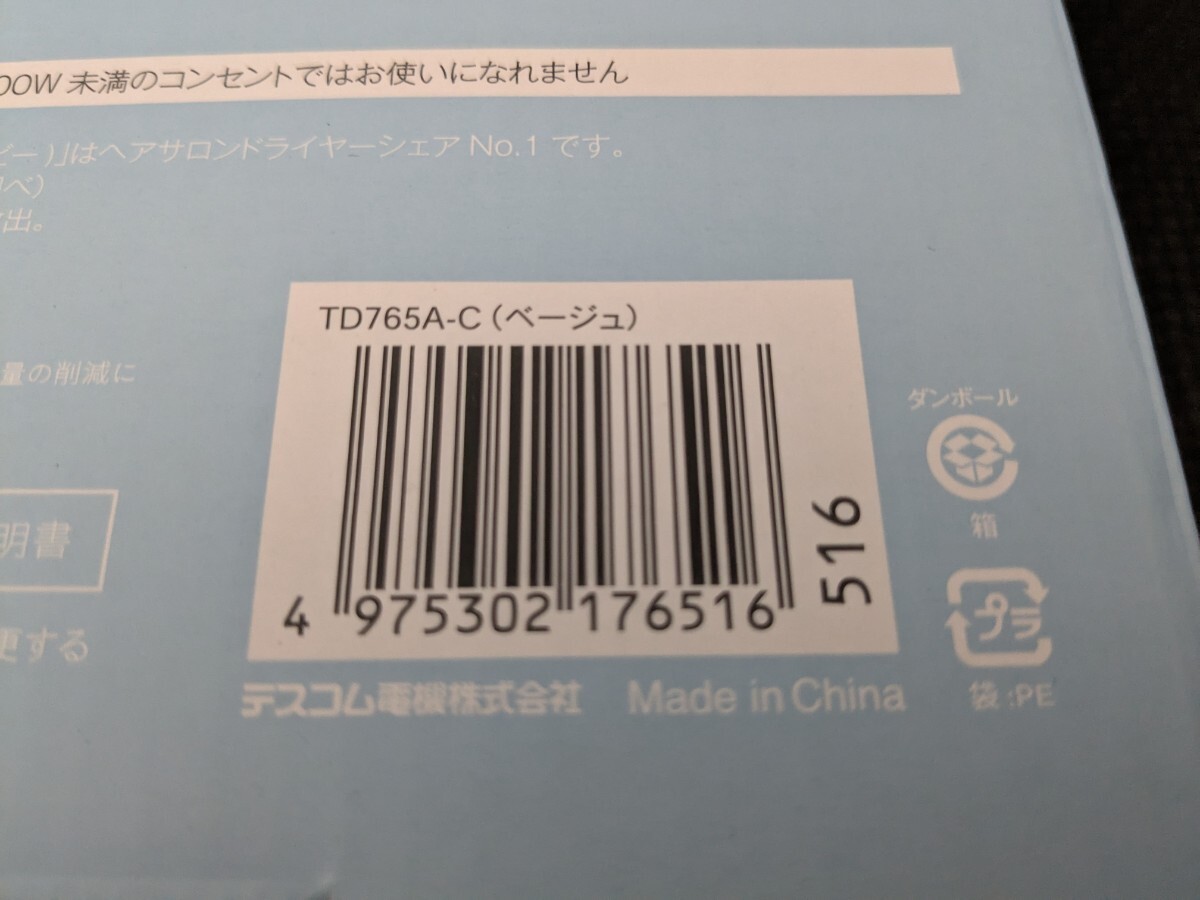 00W 未満のコンセントではお使いになれません
ビー)」はヘアサロンドライヤーシェア No.1 です。
べ)
出。
TD765A-C(ベージュ)
量の削減に
ダンボール
箱
明書
516
プラ
4 975302 176516
更する
テスコム電機株式会社 Made in China
袋:PE